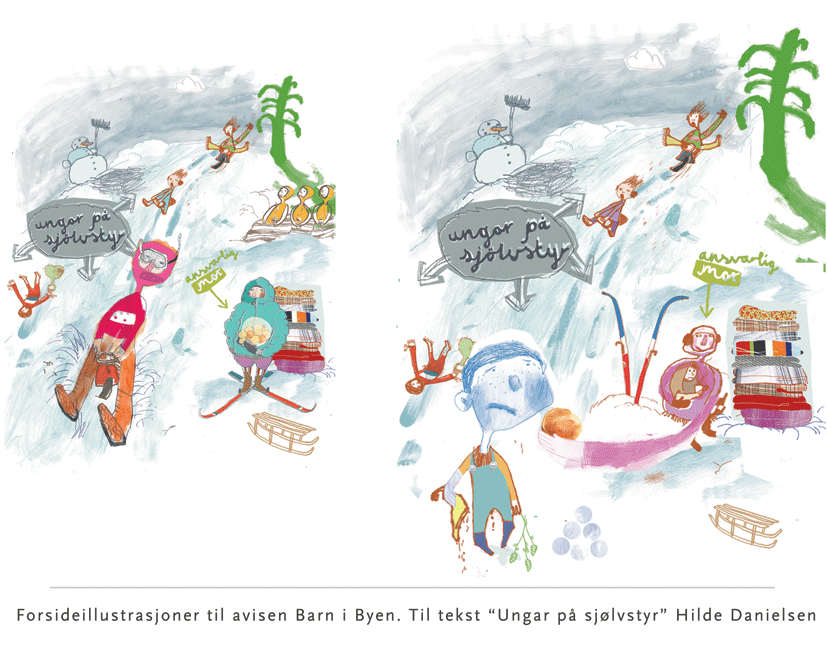 ungor på
sjølvstyr
ansvarlig
mor
ungar på
sjølvstyr
ansvarlig
mor
Forsideillustrasjoner til avisen Barn i Byen. Til tekst “Ungar på sjølvstyr” Hilde Danielsen